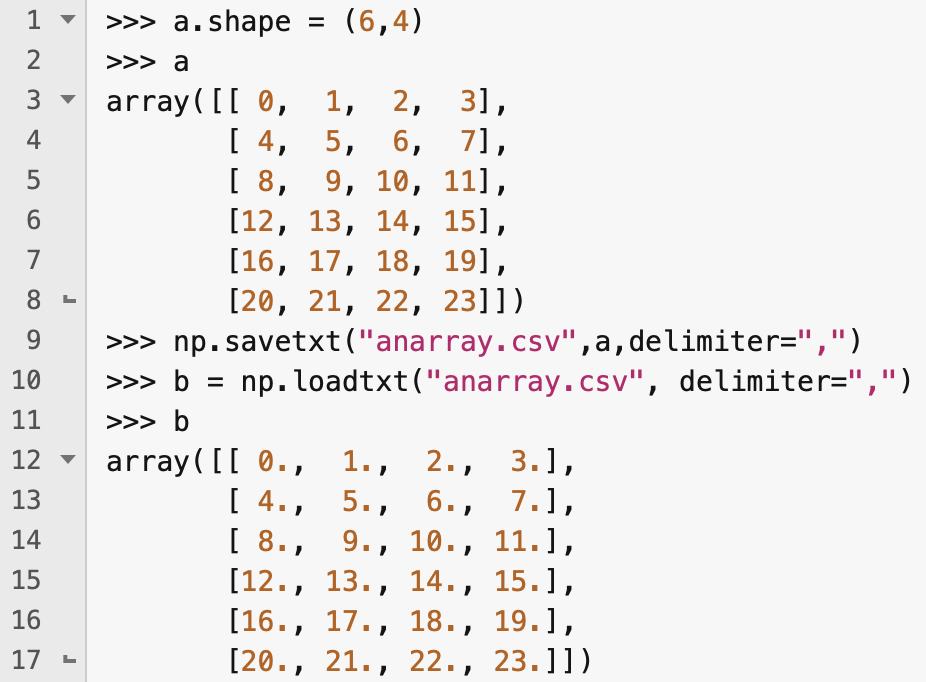 1 >>> a.shape = (6,4)
2 >>> a
3 array([[ 0,  1,  2,  3],
4        [ 4,  5,  6,  7],
5        [ 8,  9, 10, 11],
6        [12, 13, 14, 15],
7        [16, 17, 18, 19],
8        [20, 21, 22, 23]])
9 >>> np.savetxt("anarray.csv",a,delimiter=",")
10 >>> b = np.loadtxt("anarray.csv", delimiter=",")
11 >>> b
12 array([[ 0.,  1.,  2.,  3.],
13        [ 4.,  5.,  6.,  7.],
14        [ 8.,  9., 10., 11.],
15        [12., 13., 14., 15.],
16        [16., 17., 18., 19.],
17        [20., 21., 22., 23.]])